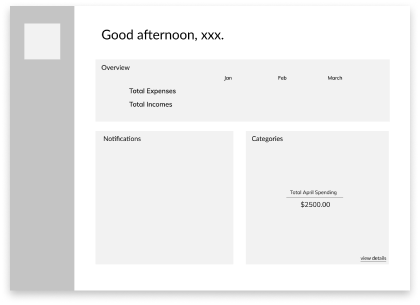 Good afternoon, xxx.
Overview
Jan Feb March
Total Expenses
Total Incomes
Notifications
Categories
Total April Spending
$2500.00
view details